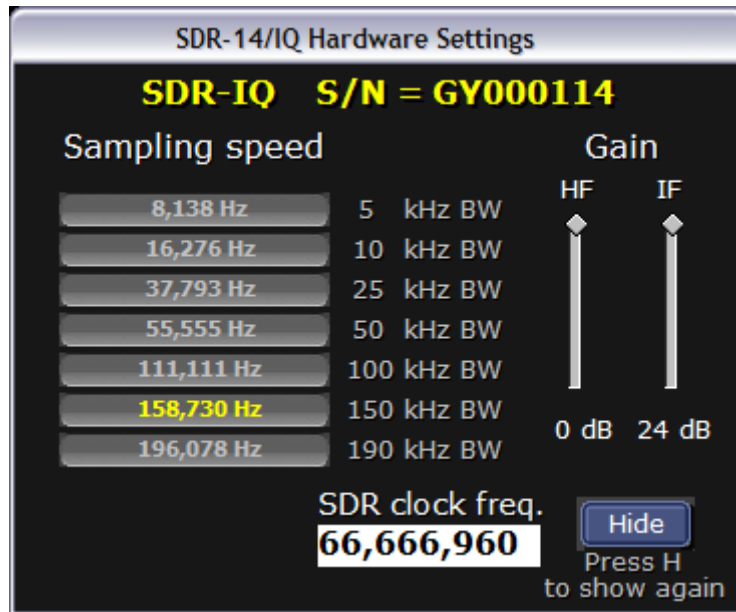 SDR-14/IQ Hardware Settings
SDR-IQ S/N = GY000114
Sampling speed
Gain
HF IF
8,138 Hz 5 kHz BW
16,276 Hz 10 kHz BW
37,793 Hz 25 kHz BW
55,555 Hz 50 kHz BW
111,111 Hz 100 kHz BW
158,730 Hz 150 kHz BW
196,078 Hz 190 kHz BW
0 dB 24 dB
SDR clock freq.
66,666,960
Hide
Press H
to show again